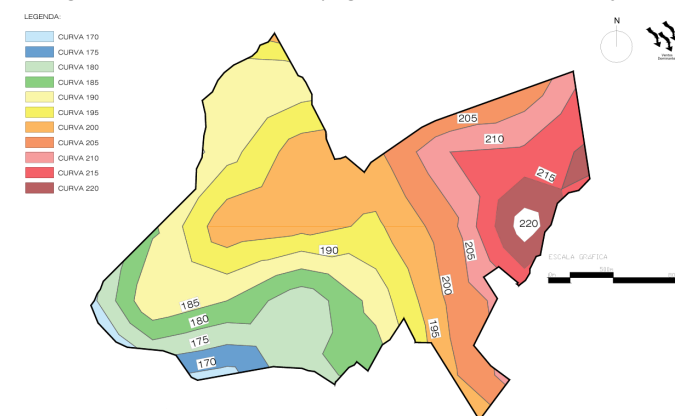 LEGENDA:
CURVA 170
CURVA 175
CURVA 180
CURVA 185
CURVA 190
CURVA 195
CURVA 200
CURVA 205
CURVA 210
CURVA 215
CURVA 220
N
205
210
215
220
190
205
200
185
180
195
175
170
ESCALA GRÁFICA